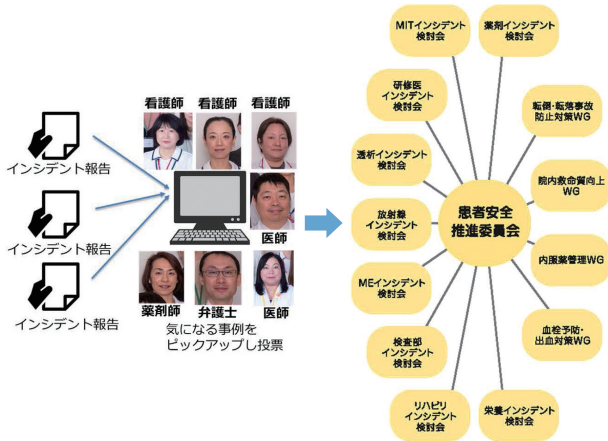 インシデント報告
インシデント報告
インシデント報告
看護師
看護師
看護師
医師
薬剤師
弁護士
医師
気になる事例を
ピックアップし投票
患者安全
推進委員会
MITインシデント
検討会
薬剤インシデント
検討会
研修医
インシデント
検討会
転倒・転落事故
防止対策WG
透析インシデント
検討会
院内救命質向上
WG
放射線
インシデント
検討会
内服薬管理WG
MEインシデント
検討会
血栓予防・
出血対策WG
検査部
インシデント
検討会
リハビリ
インシデント
検討会
栄養インシデント
検討会